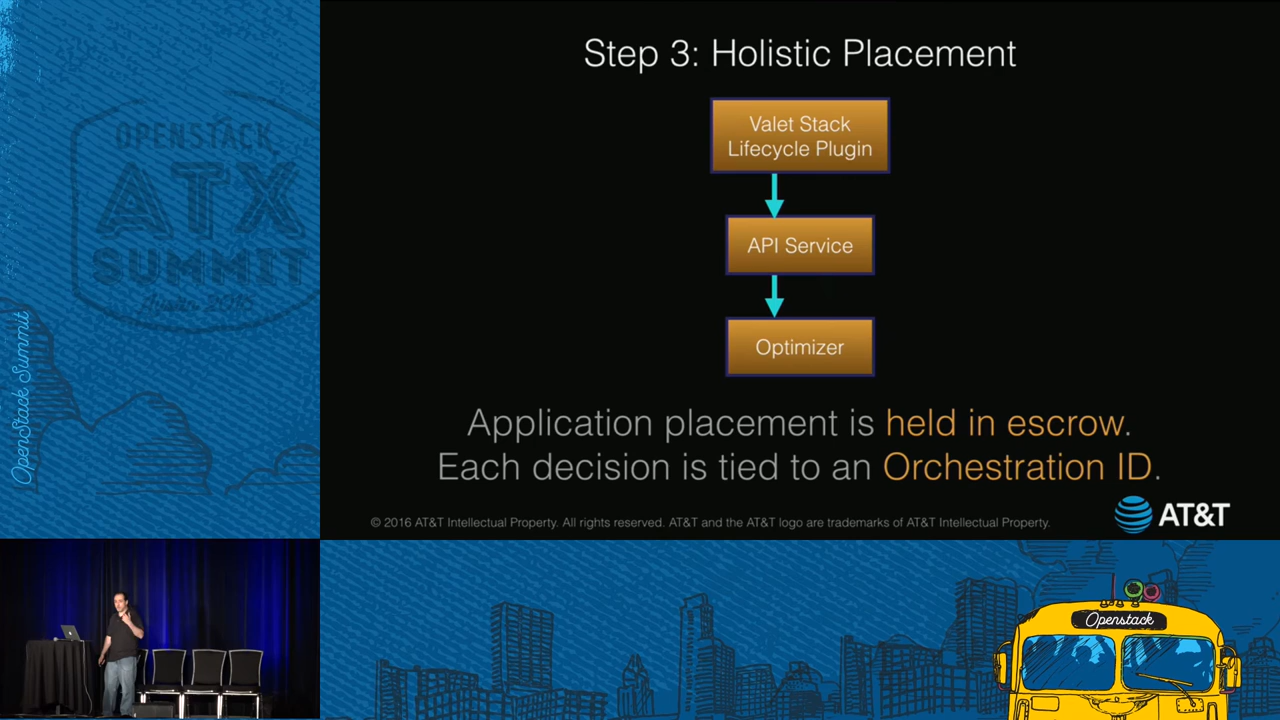 OPENSTACK
ATX
SUMMIT
Austin 2016
OpenStack Summit
Step 3: Holistic Placement
Valet Stack
Lifecycle Plugin
API Service
Optimizer
Application placement is held in escrow.
Each decision is tied to an Orchestration ID.
© 2016 AT&T Intellectual Property. All rights reserved. AT&T and the AT&T logo are trademarks of AT&T Intellectual Property.
AT&T
Openstack